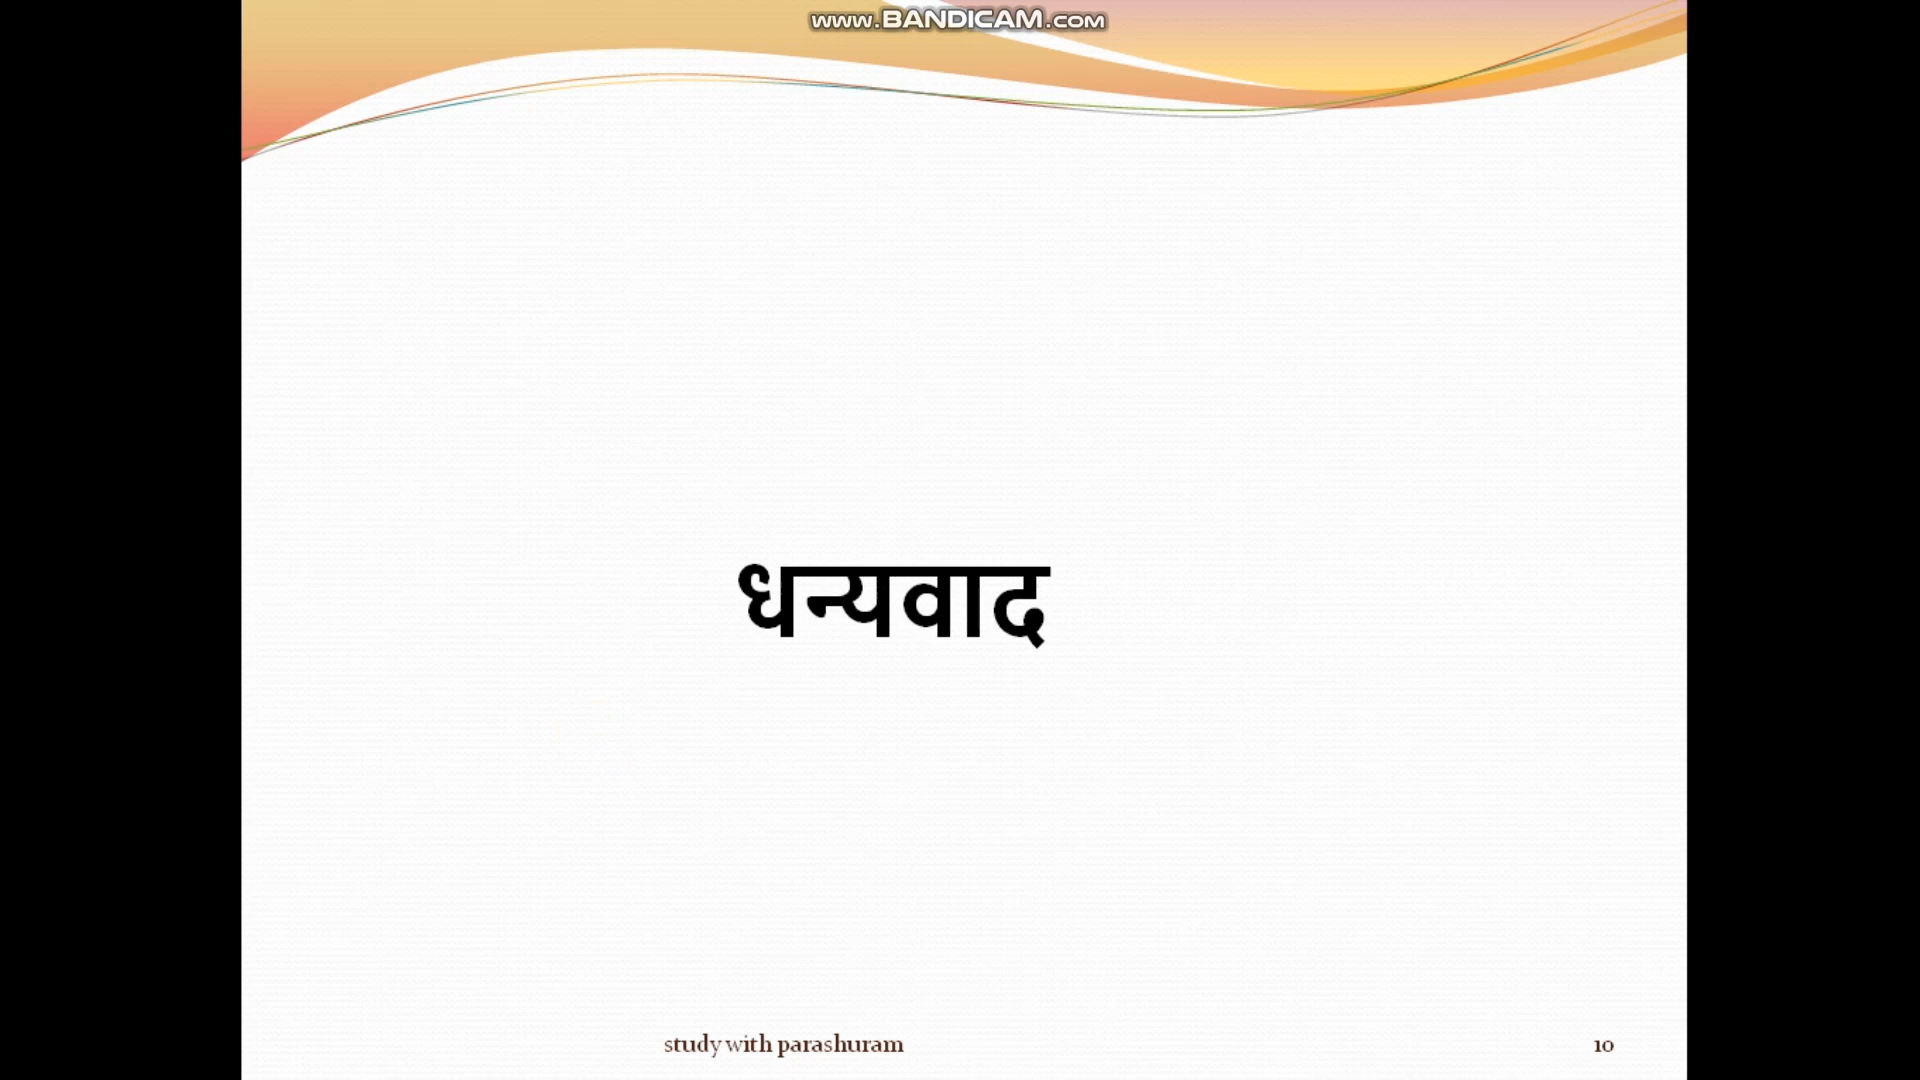 www.BANDICAM.com
धन्यवाद
study with parashuram
10